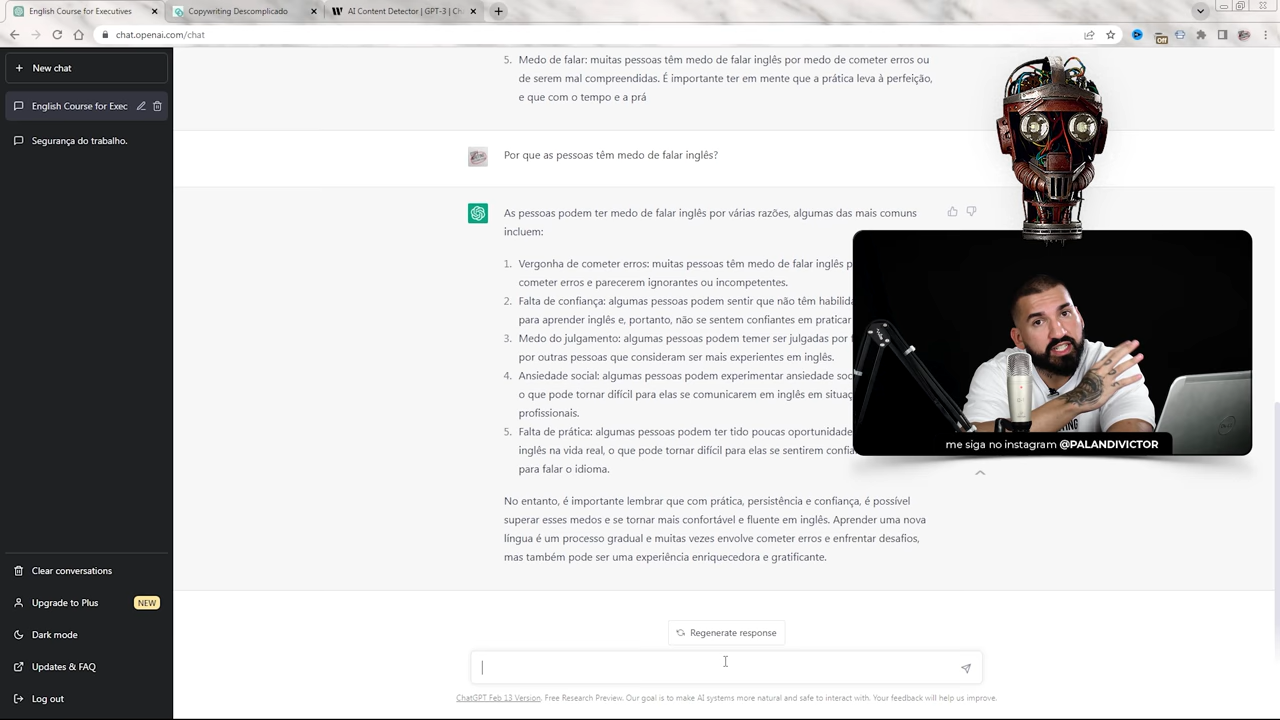 English Course for Executives
Copywriting Descomplicado
AI Content Detector | GPT-3 | Ch
chat.openai.com/chat
Off
New chat
English Course for Exec
Segurança do trabalho.
5. Medo de falar: muitas pessoas têm medo de falar inglês por medo de cometer erros ou
de serem mal compreendidas. É importante ter em mente que a prática leva à perfeição,
e que com o tempo e a prá
Por que as pessoas têm medo de falar inglês?
As pessoas podem ter medo de falar inglês por várias razões, algumas das mais comuns
incluem:
1. Vergonha de cometer erros: muitas pessoas têm medo de falar inglês p
cometer erros e parecerem ignorantes ou incompetentes.
2. Falta de confiança: algumas pessoas podem sentir que não têm habilida
para aprender inglês e, portanto, não se sentem confiantes em praticar
3. Medo do julgamento: algumas pessoas podem temer ser julgadas por f
por outras pessoas que consideram ser mais experientes em inglês.
4. Ansiedade social: algumas pessoas podem experimentar ansiedade soc
o que pode tornar difícil para elas se comunicarem em inglês em situaç
profissionais.
5. Falta de prática: algumas pessoas podem ter tido poucas oportunidade
inglês na vida real, o que pode tornar difícil para elas se sentirem confia
para falar o idioma.
No entanto, é importante lembrar que com prática, persistência e confiança, é possível
superar esses medos e se tornar mais confortável e fluente em inglês. Aprender uma nova
língua é um processo gradual e muitas vezes envolve cometer erros e enfrentar desafios,
mas também pode ser uma experiência enriquecedora e gratificante.
me siga no instagram @PALANDIVICTOR
Clear conversations
Upgrade to Plus NEW
Dark mode
Updates & FAQ
Log out
Regenerate response
ChatGPT Feb 13 Version. Free Research Preview. Our goal is to make AI systems more natural and safe to interact with. Your feedback will help us improve.